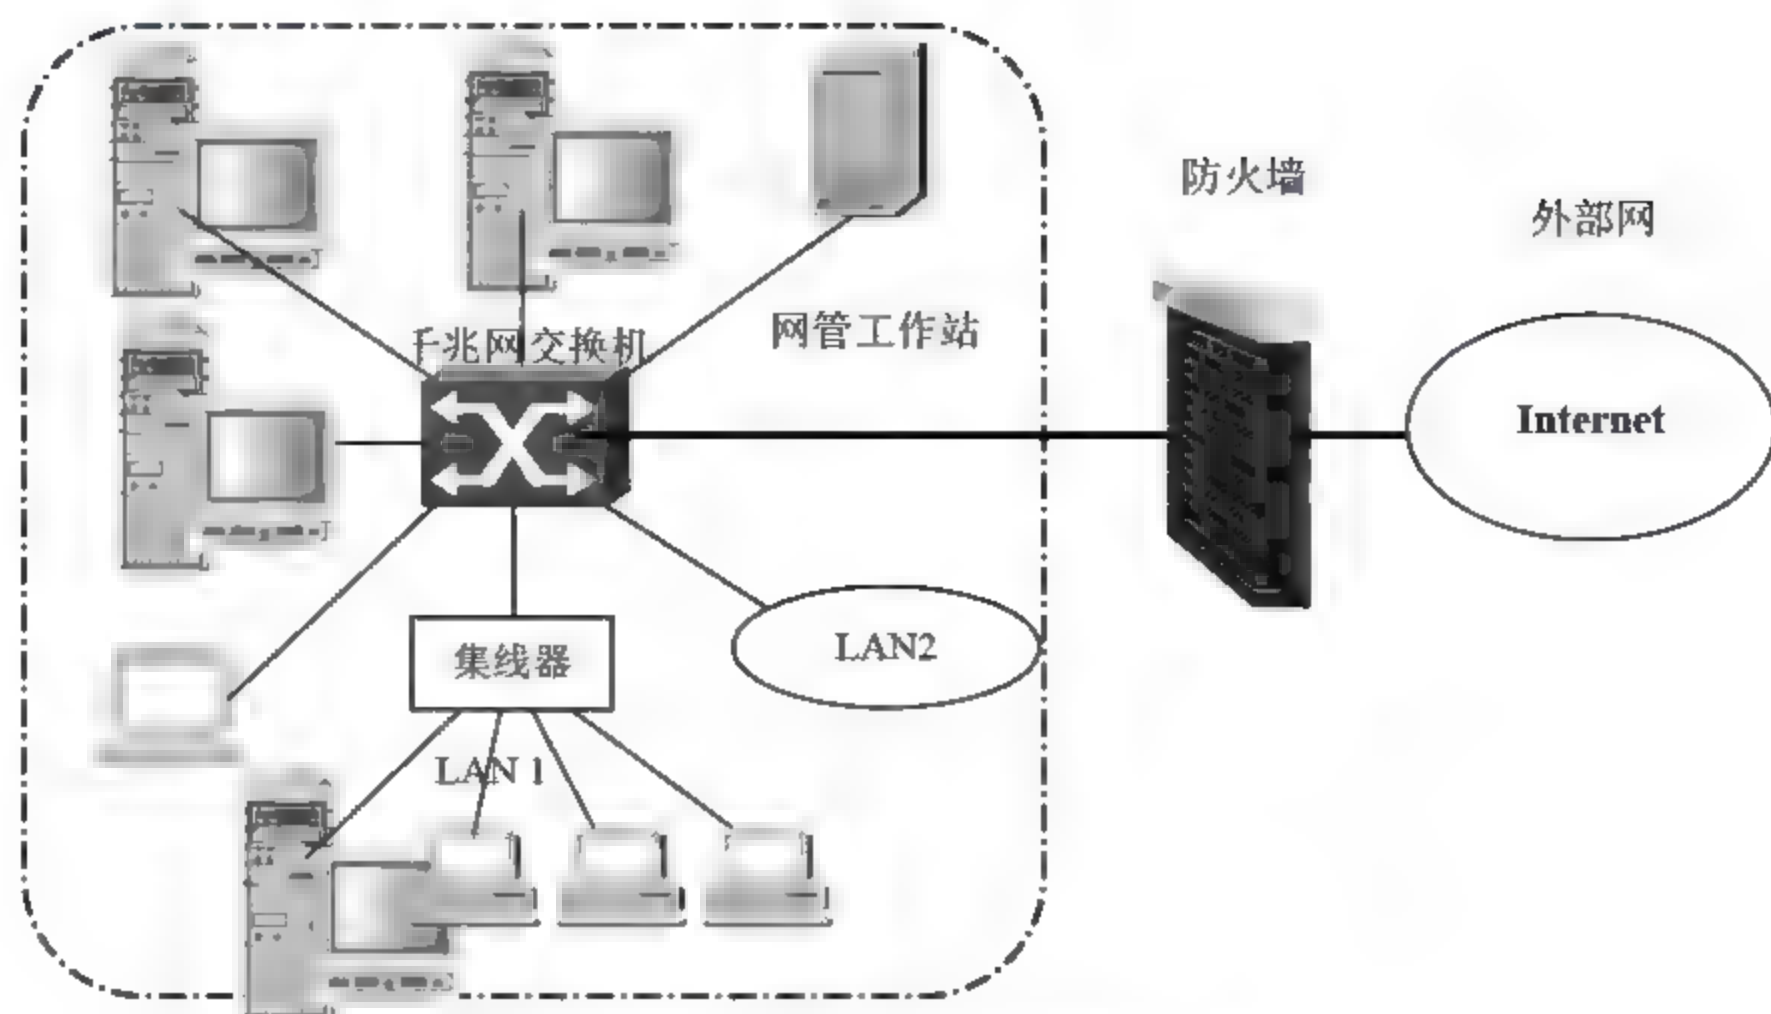 防火墙
外部网
千兆网交换机
网管工作站
Internet
集线器
LAN2
LAN 1